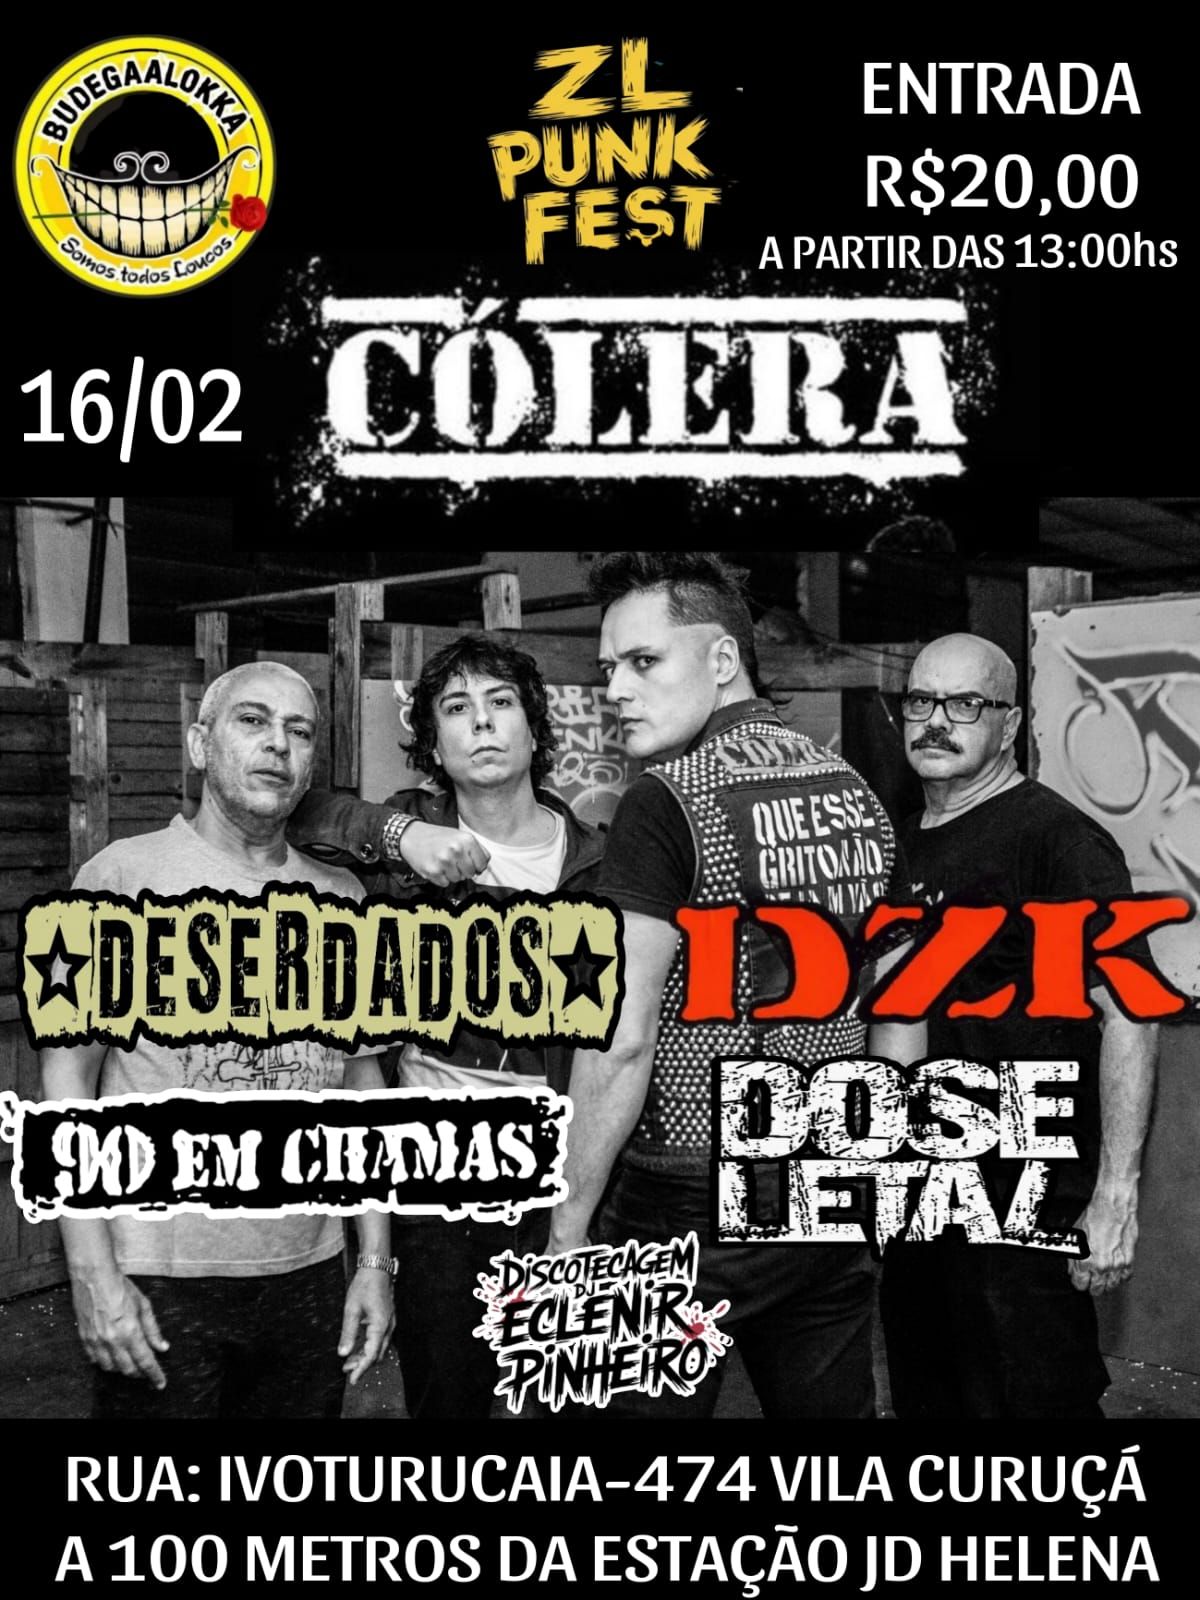 BUDEGAALOKKA
Somos todos Loucos
ZL
PUNK
FEST
ENTRADA
R$20,00
A PARTIR DAS 13:00hs
16/02
CÓLERA
QUE ESSE
GRITO NÃO
DESERDADOS
DZK
90 EM CHAMAS
DOSE
LETAL
DISCOTECAGEM
DJ
ECLENIR
PINHEIRO
RUA: IVOTURUCAIA-474 VILA CURUÇÁ
A 100 METROS DA ESTAÇÃO JD HELENA